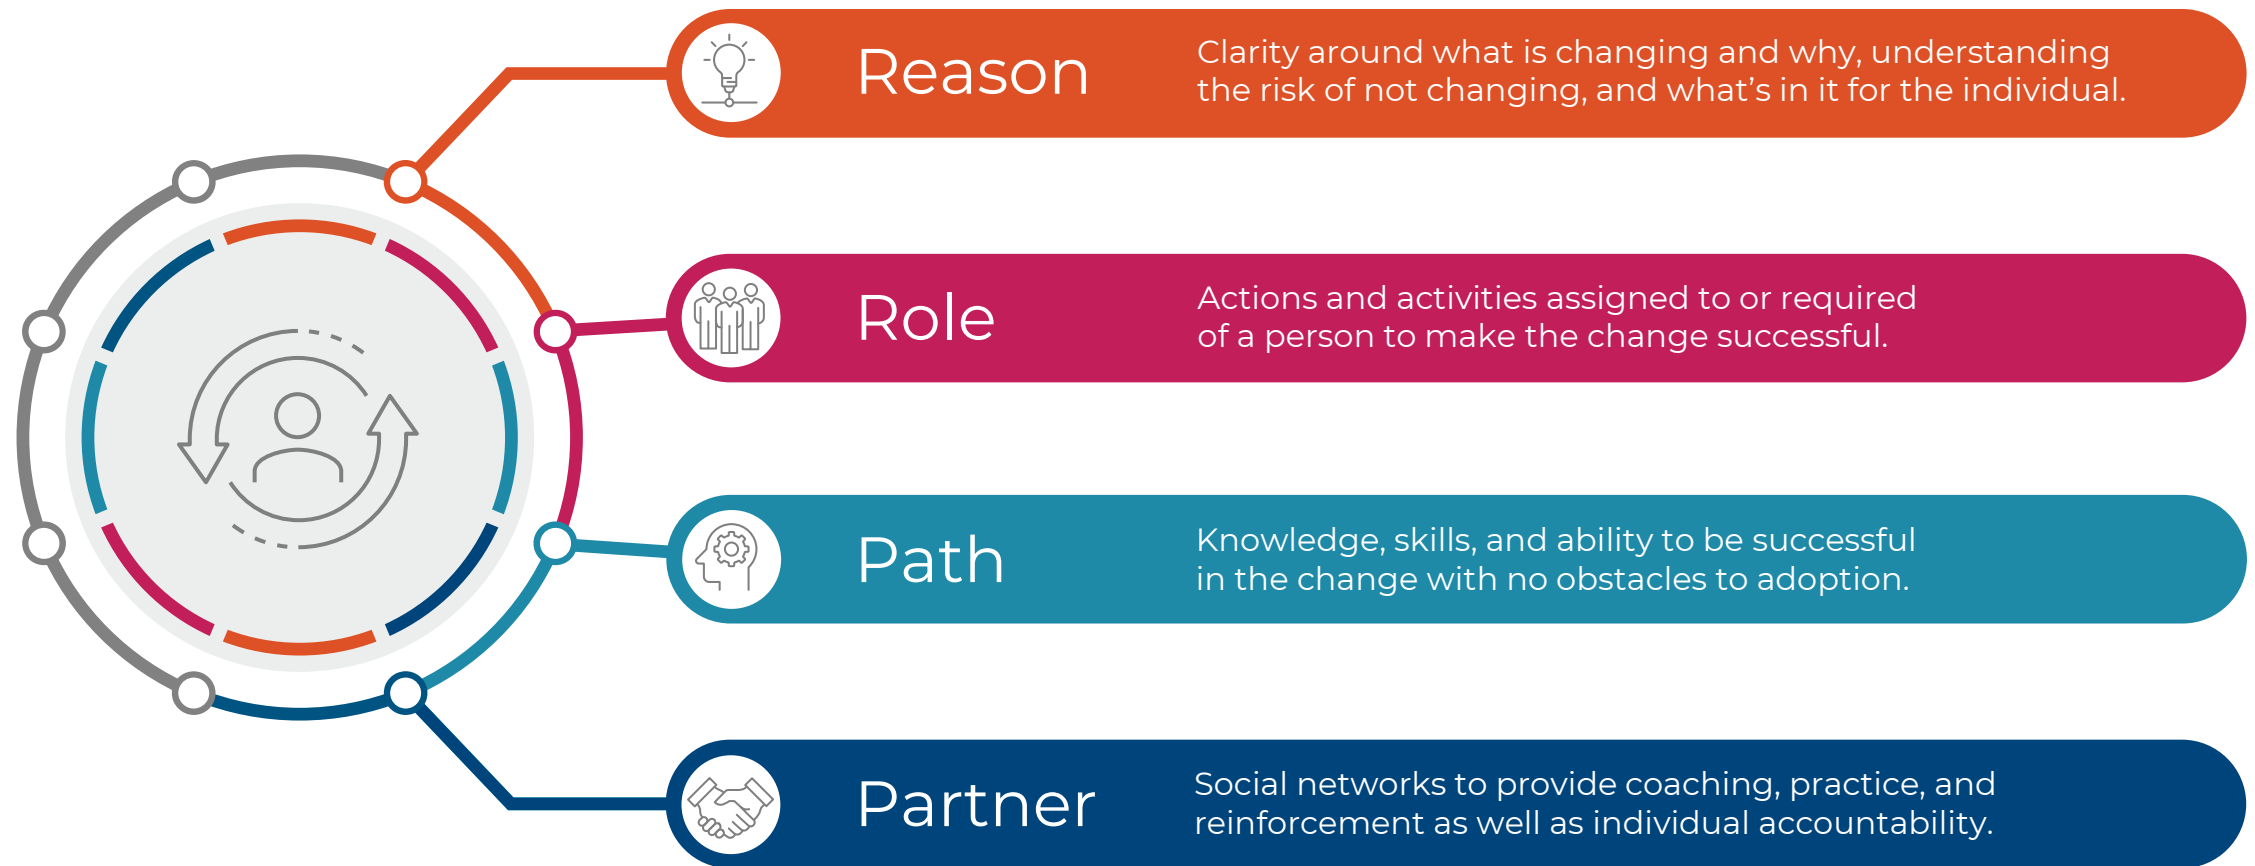 Reason
Clarity around what is changing and why, understanding
the risk of not changing, and what’s in it for the individual.
Role
Actions and activities assigned to or required
of a person to make the change successful.
Path
Knowledge, skills, and ability to be successful
in the change with no obstacles to adoption.
Partner
Social networks to provide coaching, practice, and
reinforcement as well as individual accountability.